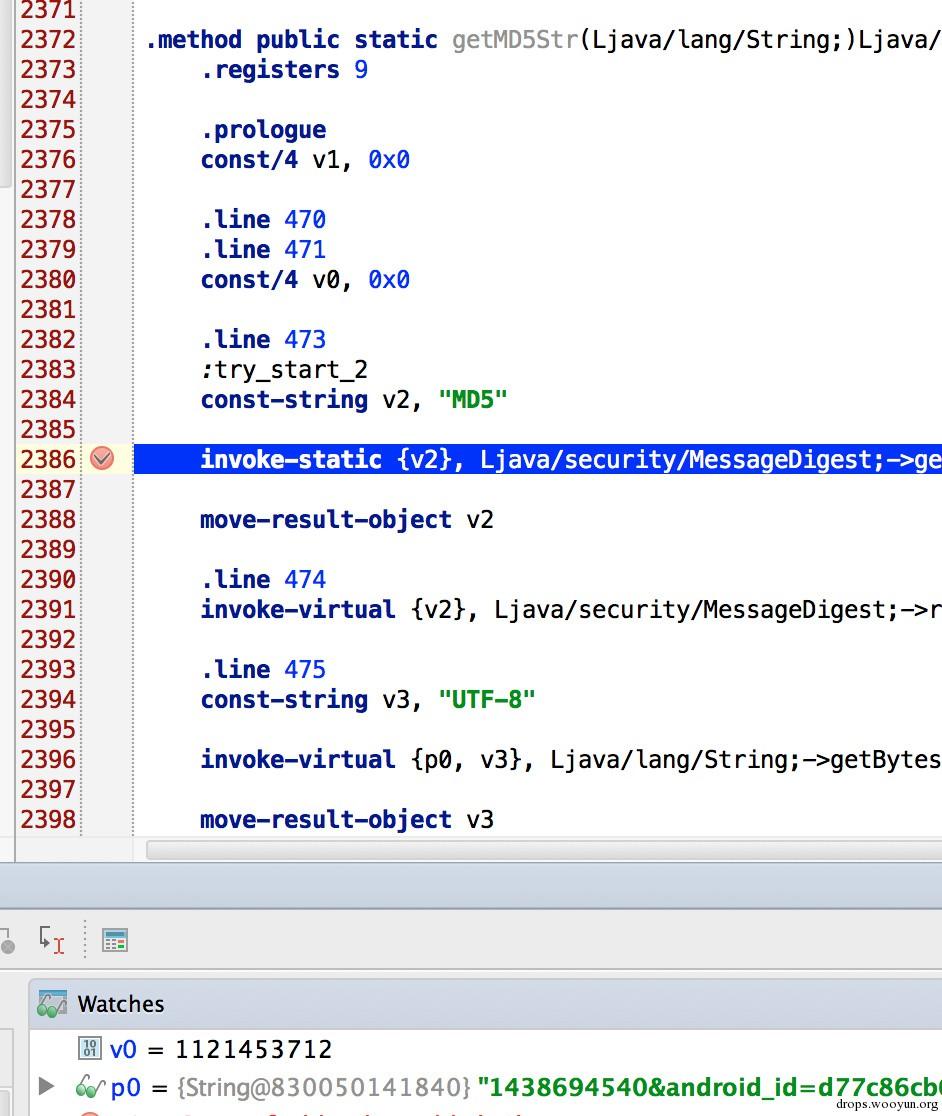 2371
2372 .method public static getMD5Str(Ljava/lang/String;)Ljava/
2373 .registers 9
2374
2375 .prologue
2376 const/4 v1, 0x0
2377
2378 .line 470
2379 .line 471
2380 const/4 v0, 0x0
2381
2382 .line 473
2383 :try_start_2
2384 const-string v2, "MD5"
2385
2386 invoke-static {v2}, Ljava/security/MessageDigest;->ge
2387
2388 move-result-object v2
2389
2390 .line 474
2391 invoke-virtual {v2}, Ljava/security/MessageDigest;->r
2392
2393 .line 475
2394 const-string v3, "UTF-8"
2395
2396 invoke-virtual {p0, v3}, Ljava/lang/String;->getBytes
2397
2398 move-result-object v3
Watches
v0 = 1121453712
p0 = {String@830050141840} "1438694540&android_id=d77c86cb
drops.wooyun.org